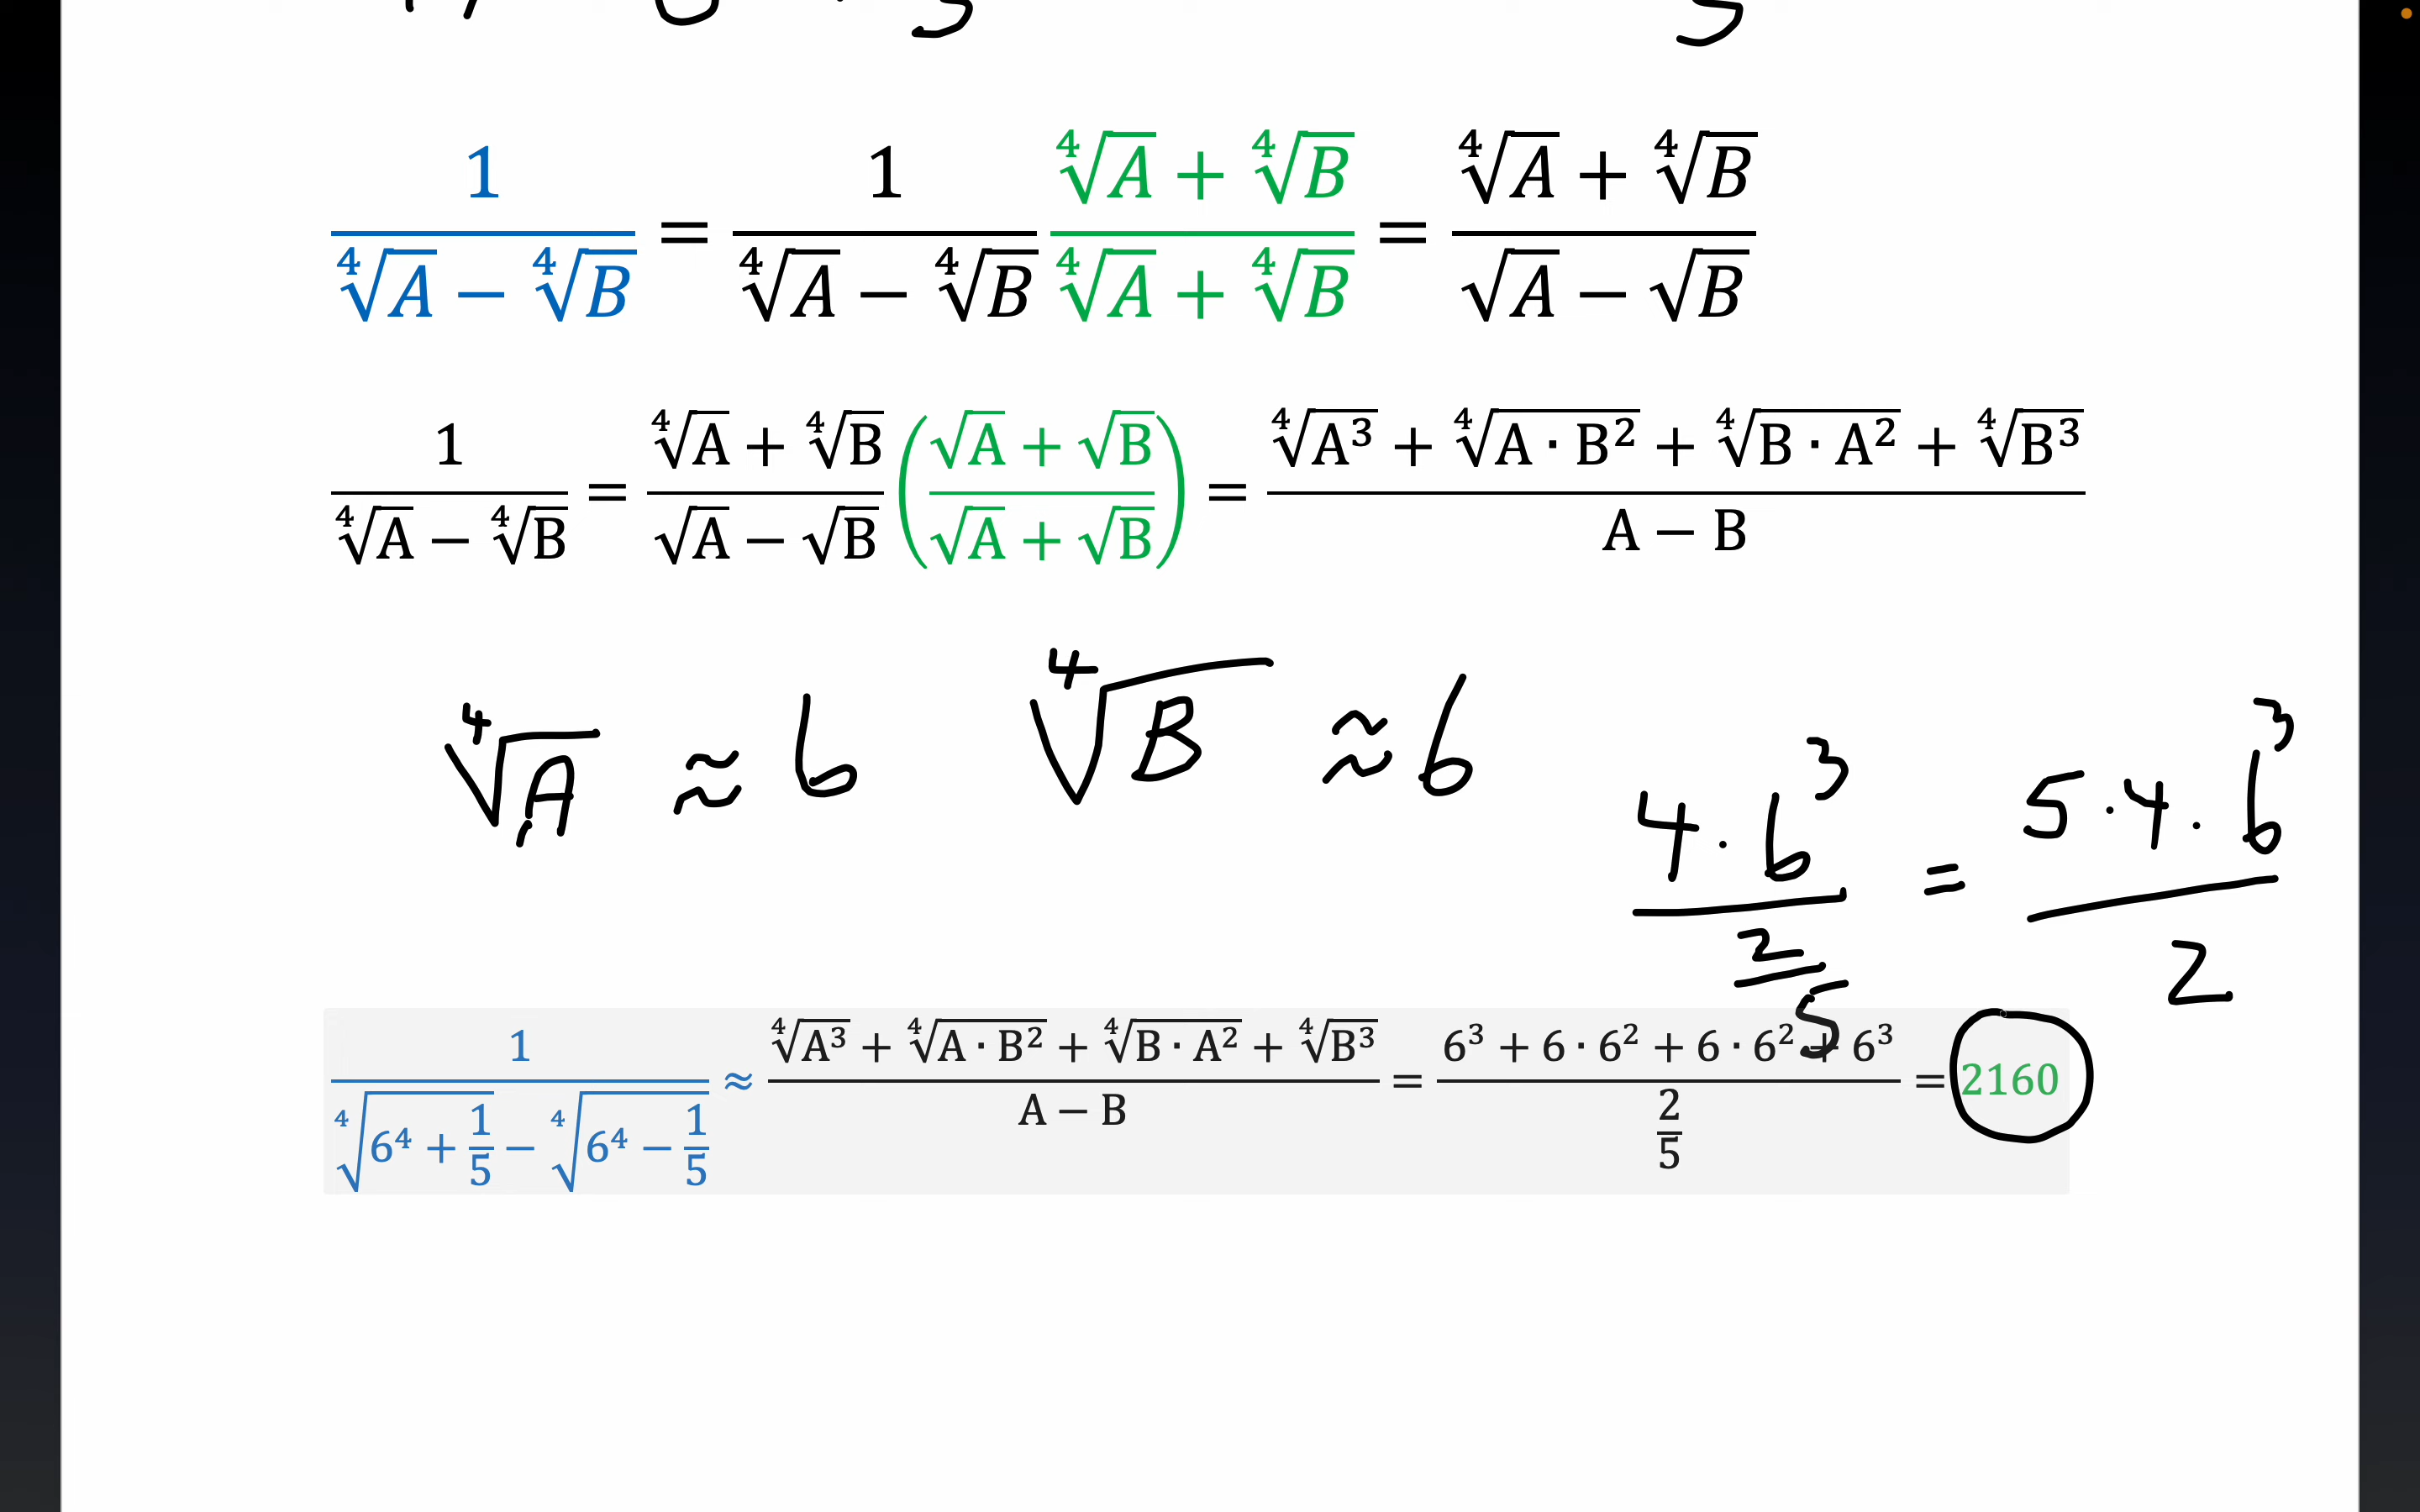 1/(∜A − ∜B) = 1/(∜A − ∜B) (∜A + ∜B)/(∜A + ∜B) = (∜A + ∜B)/(√A − √B)
1/(∜A − ∜B) = (∜A + ∜B)/(√A − √B) ((√A + √B)/(√A + √B)) = (∜(A³) + ∜(A · B²) + ∜(B · A²) + ∜(B³))/(A − B)
∜A ≈ 6 ∜B ≈ 6
(4 · 6³)/(2/5) = (5 · 4 · 6³)/2
1/(∜(6⁴ + 1/5) − ∜(6⁴ − 1/5)) ≈ (∜(A³) + ∜(A · B²) + ∜(B · A²) + ∜(B³))/(A − B) = (6³ + 6 · 6² + 6 · 6² + 6³)/(2/5) = 2160